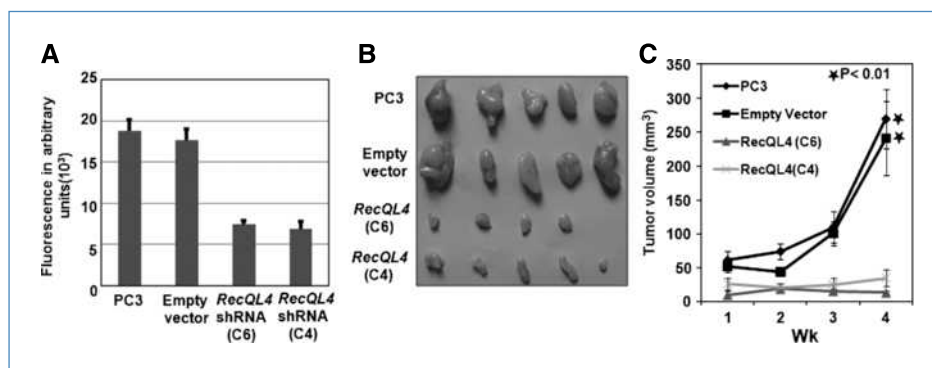 A
Fluorescence in arbitrary
units(10³)
25
20
15
10
5
0
PC3
Empty
vector
RecQL4
shRNA
(C6)
RecQL4
shRNA
(C4)
B
PC3
Empty
vector
RecQL4
(C6)
RecQL4
(C4)
C
Tumor volume (mm³)
350
300
250
200
150
100
50
0
★P< 0.01
PC3
Empty Vector
RecQL4 (C6)
RecQL4(C4)
1 2 3 4
Wk